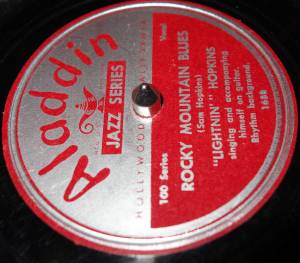 Aladdin
JAZZ SERIES
HOLLYWOOD
Vocal
100 Series
ROCKY MOUNTAIN BLUES
(Sam Hopkins)
"LIGHTNIN" HOPKINS
singing and accompanying
himself on guitar.
Rhythm background.